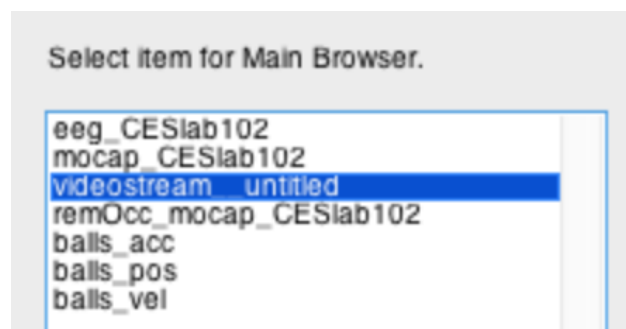 Select item for Main Browser.
eeg_CESlab102
mocap_CESlab102
videostream__untitled
remOcc_mocap_CESlab102
balls_acc
balls_pos
balls_vel